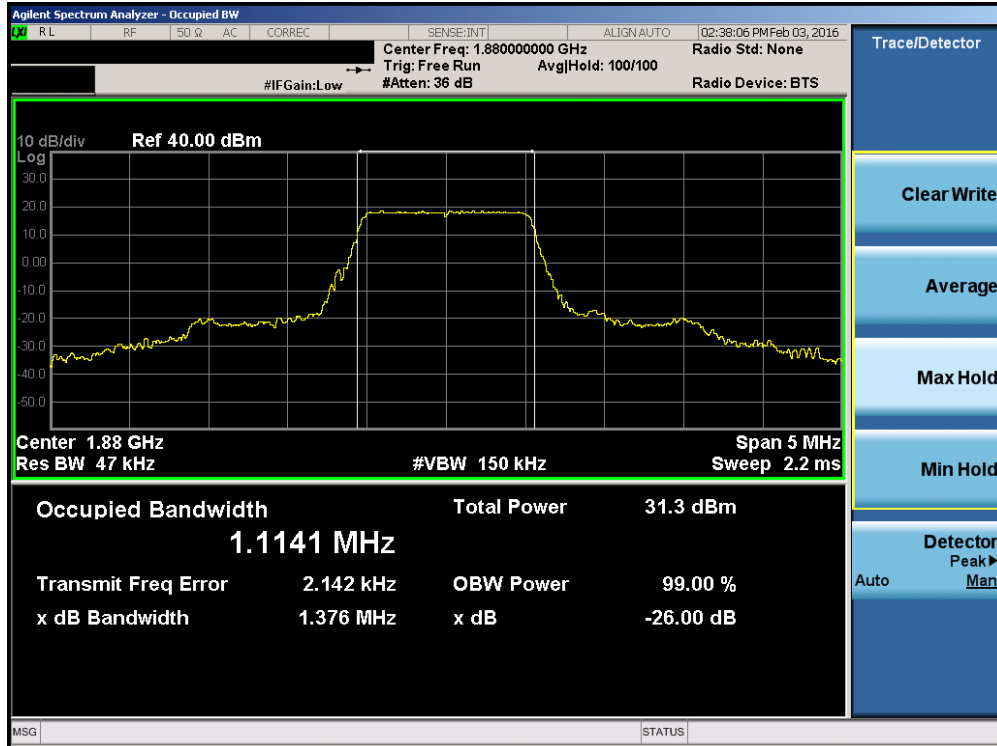 Agilent Spectrum Analyzer - Occupied BW
LXI RL RF 50 Ω AC CORREC SENSE:INT ALIGN AUTO 02:38:06 PM Feb 03, 2016
Center Freq: 1.880000000 GHz Radio Std: None
Trig: Free Run Avg|Hold: 100/100
#IFGain:Low #Atten: 36 dB Radio Device: BTS
Trace/Detector
10 dB/div Ref 40.00 dBm
Log
30.0
20.0
10.0
0.00
-10.0
-20.0
-30.0
-40.0
-50.0
Center 1.88 GHz Span 5 MHz
Res BW 47 kHz #VBW 150 kHz Sweep 2.2 ms
Occupied Bandwidth Total Power 31.3 dBm
1.1141 MHz
Transmit Freq Error 2.142 kHz OBW Power 99.00 %
x dB Bandwidth 1.376 MHz x dB -26.00 dB
Clear Write
Average
Max Hold
Min Hold
Detector
Peak▶
Auto Man
MSG STATUS